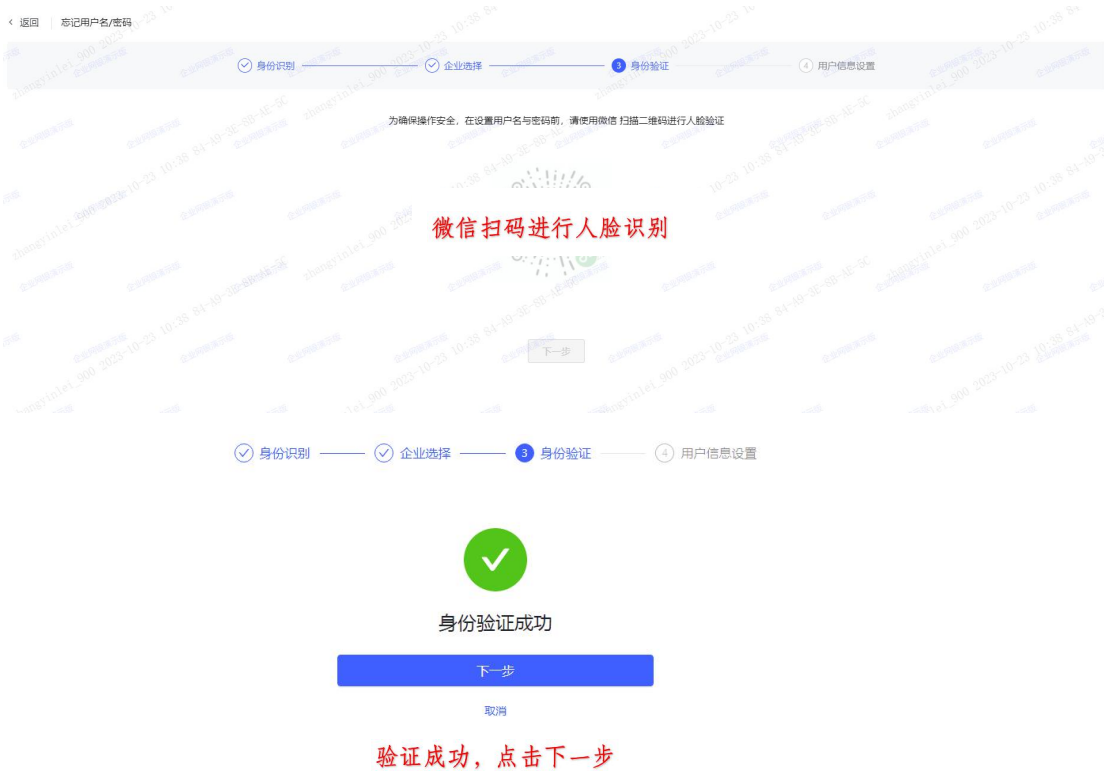 < 返回 忘记用户名/密码
身份识别 企业选择 3 身份验证 4 用户信息设置
为确保操作安全，在设置用户名与密码前，请使用微信 扫描二维码进行人脸验证
微信扫码进行人脸识别
下一步
身份识别 企业选择 3 身份验证 4 用户信息设置
身份验证成功
下一步
取消
验证成功，点击下一步